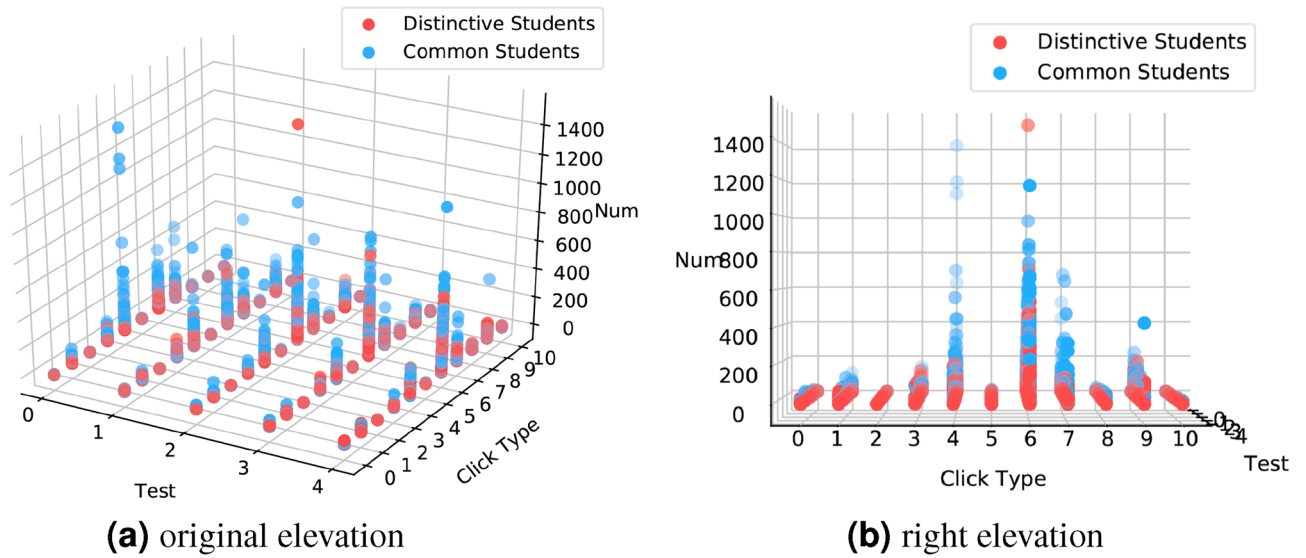 Distinctive Students
Common Students
1400
1200
1000
800
Num
600
400
200
0
10
9
8
7
6
5
4
3
2
1
0
Click Type
0
1
2
3
4
Test
(a) original elevation
Distinctive Students
Common Students
1400
1200
1000
Num
800
600
400
200
0
0 1 2 3 4 5 6 7 8 9 10
Click Type
Test
(b) right elevation